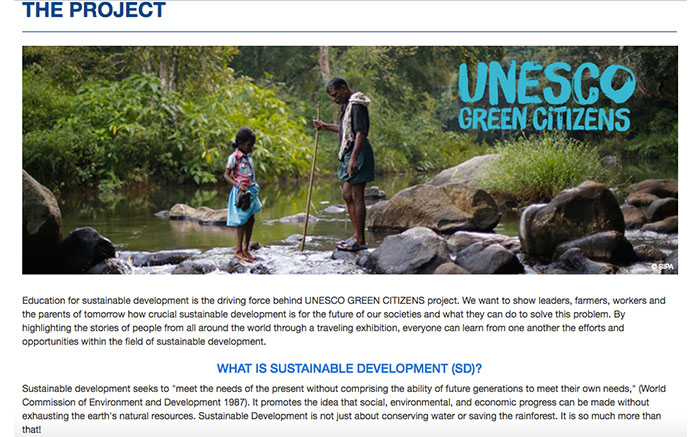 THE PROJECT
UNESCO
GREEN CITIZENS
© SIPA
Education for sustainable development is the driving force behind UNESCO GREEN CITIZENS project. We want to show leaders, farmers, workers and
the parents of tomorrow how crucial sustainable development is for the future of our societies and what they can do to solve this problem. By
highlighting the stories of people from all around the world through a traveling exhibition, everyone can learn from one another the efforts and
opportunities within the field of sustainable development.
WHAT IS SUSTAINABLE DEVELOPMENT (SD)?
Sustainable development seeks to "meet the needs of the present without comprising the ability of future generations to meet their own needs," (World
Commission of Environment and Development 1987). It promotes the idea that social, environmental, and economic progress can be made without
exhausting the earth's natural resources. Sustainable Development is not just about conserving water or saving the rainforest. It is so much more than
that!